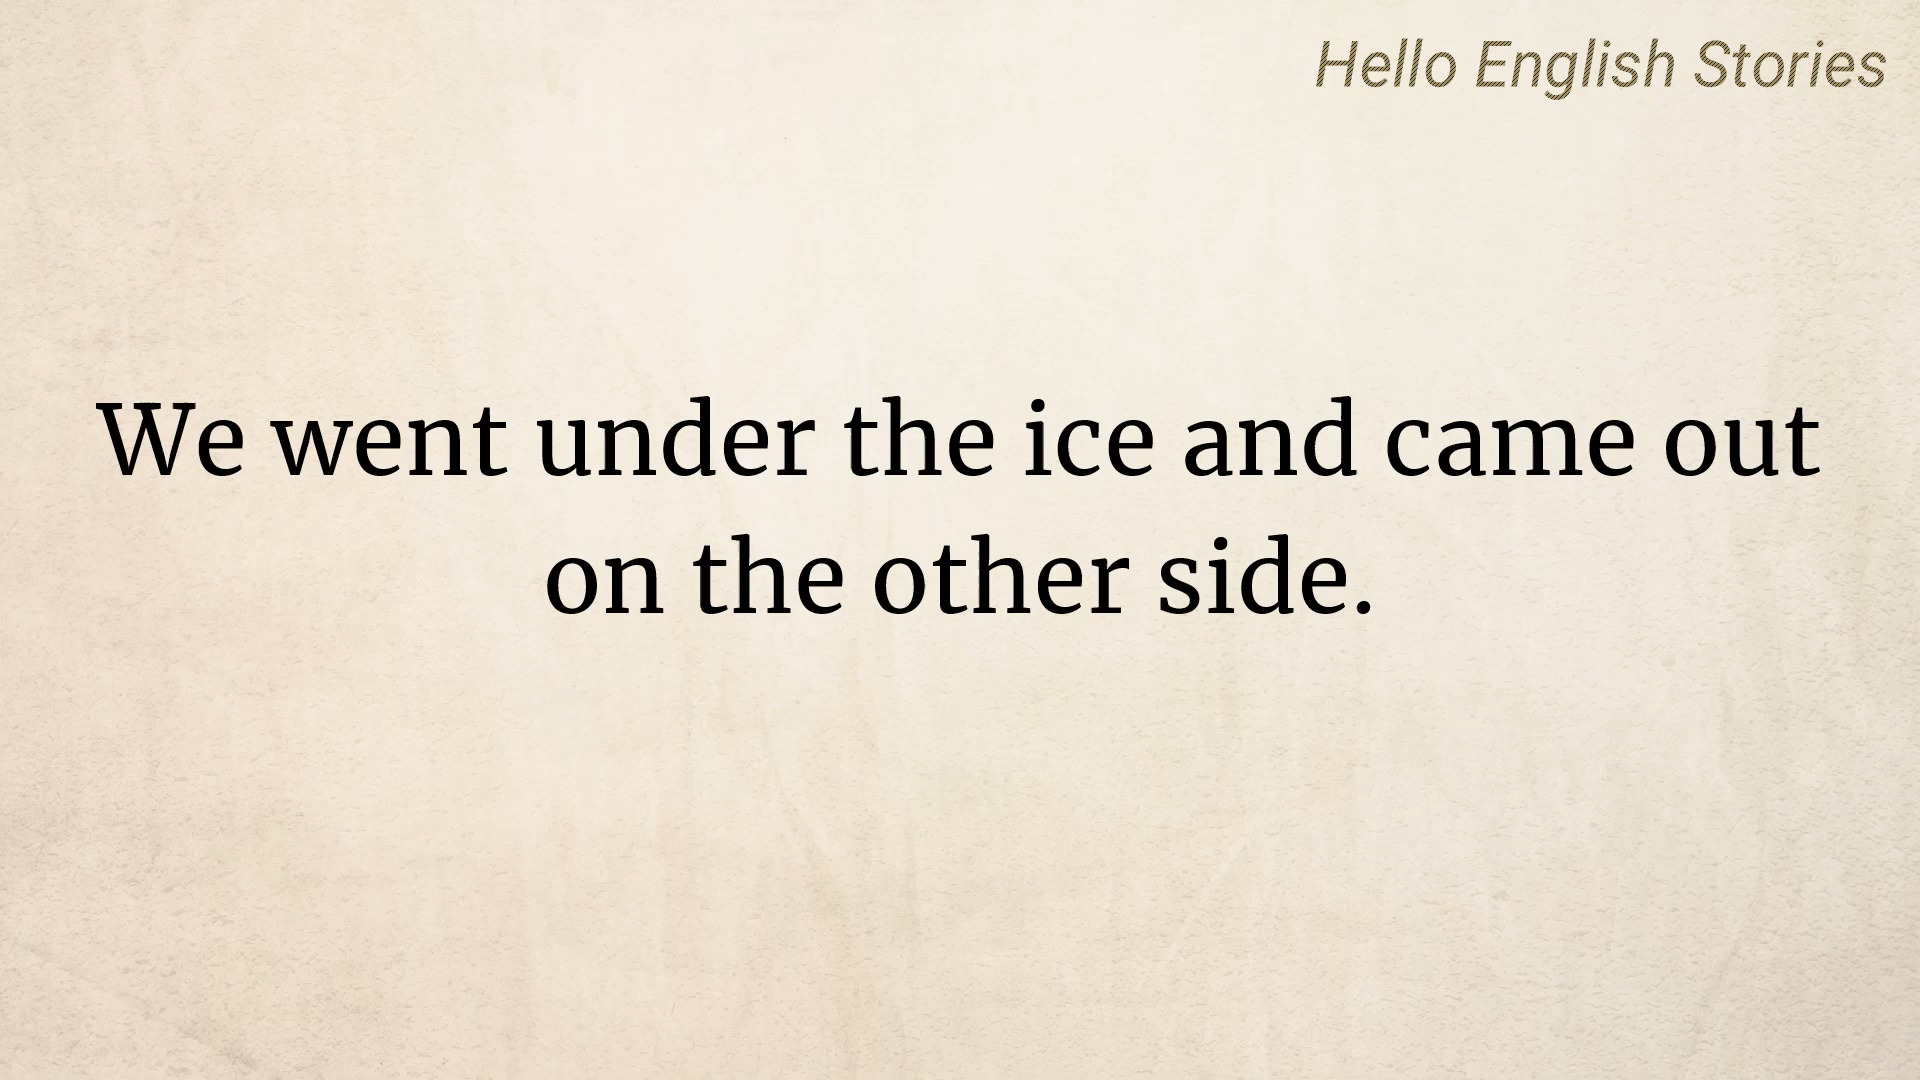 Hello English Stories
We went under the ice and came out
on the other side.